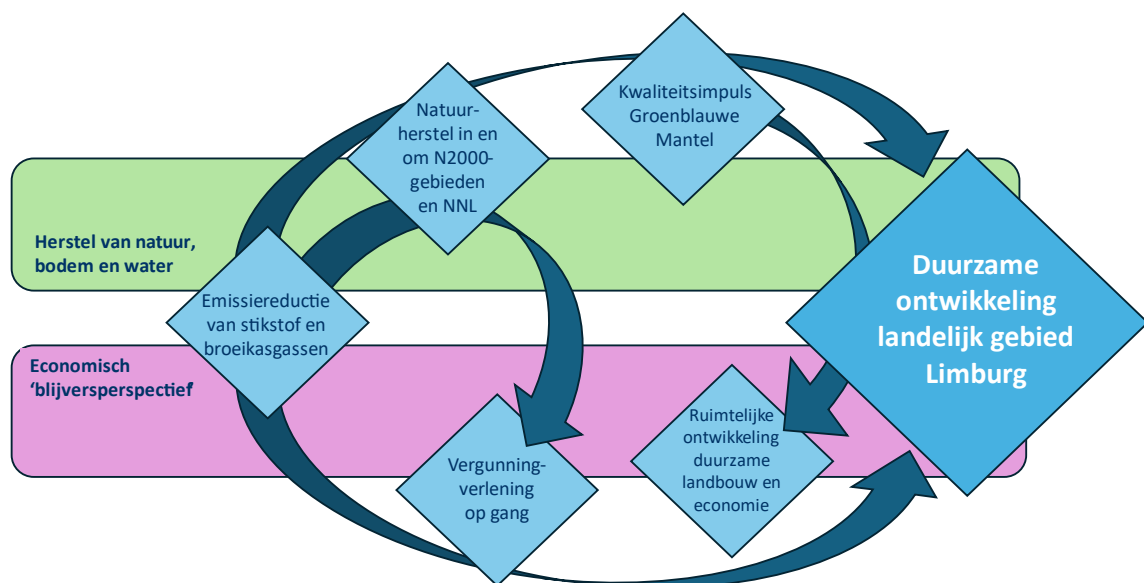 Kwaliteitsimpuls
Groenblauwe
Mantel
Natuur-
herstel in en
om N2000-
gebieden
en NNL
Herstel van natuur,
bodem en water
Emissiereductie
van stikstof en
broeikasgassen
Duurzame
ontwikkeling
landelijk gebied
Limburg
Economisch
‘blijversperspectief’
Vergunning-
verlening
op gang
Ruimtelijke
ontwikkeling
duurzame
landbouw en
economie